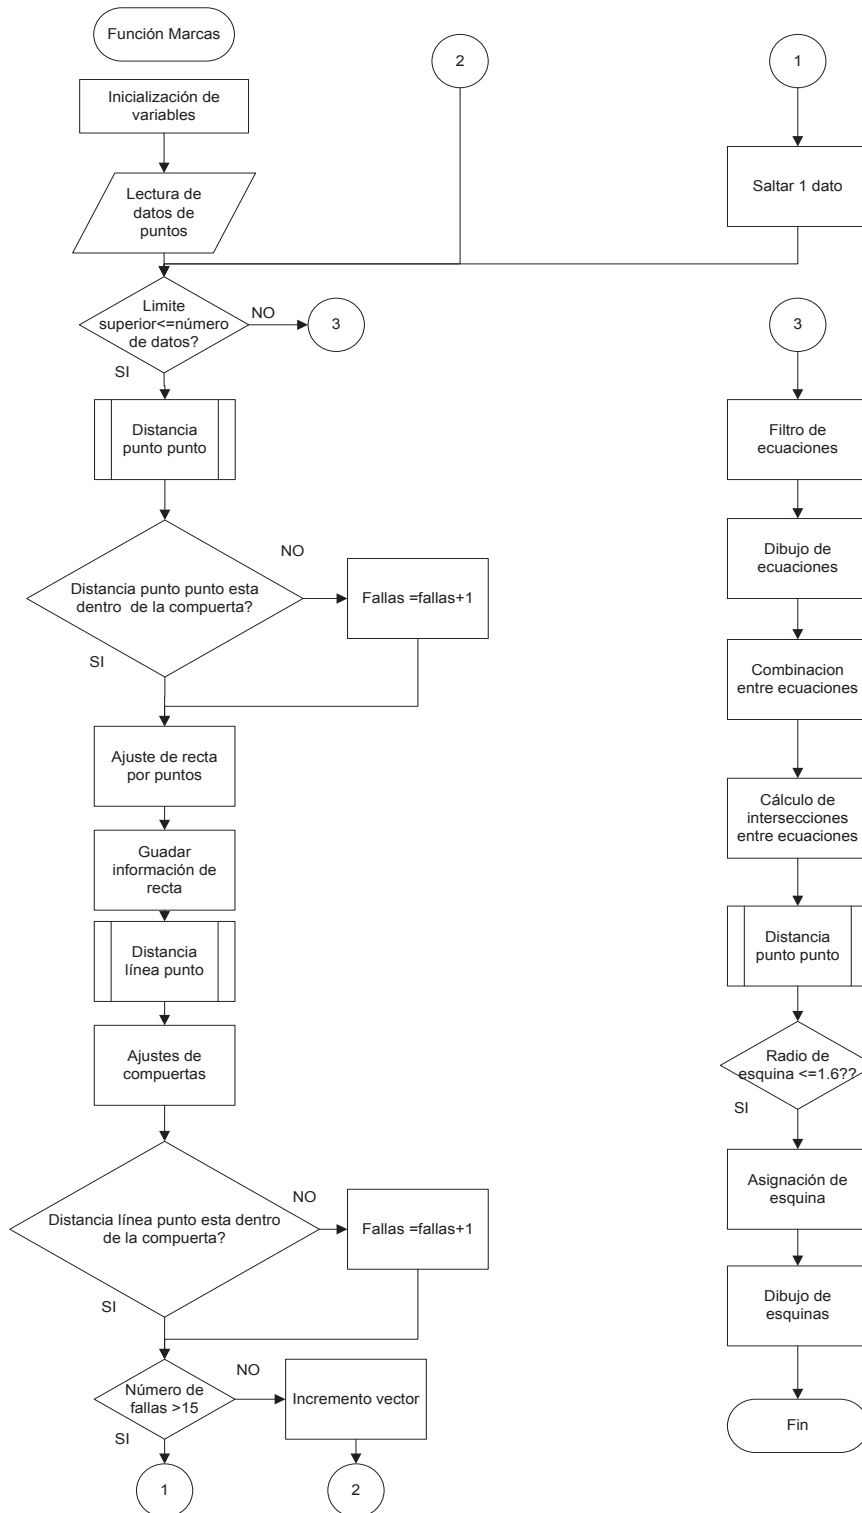 Función Marcas
2
1
Inicialización de
variables
Saltar 1 dato
Lectura de
datos de
puntos
Limite
superior<=número
de datos?
NO
3
3
SI
Distancia
punto punto
Filtro de
ecuaciones
NO
Distancia punto punto esta
dentro  de la compuerta?
Fallas =fallas+1
Dibujo de
ecuaciones
SI
Combinacion
entre ecuaciones
Ajuste de recta
por puntos
Cálculo de
intersecciones
entre ecuaciones
Guadar
información de
recta
Distancia
línea punto
Distancia
punto punto
Ajustes de
compuertas
Radio de
esquina <=1.6??
SI
NO
Distancia línea punto esta dentro
de la compuerta?
Fallas =fallas+1
Asignación de
esquina
SI
Dibujo de
esquinas
NO
Número de
fallas >15
Incremento vector
Fin
SI
1
2